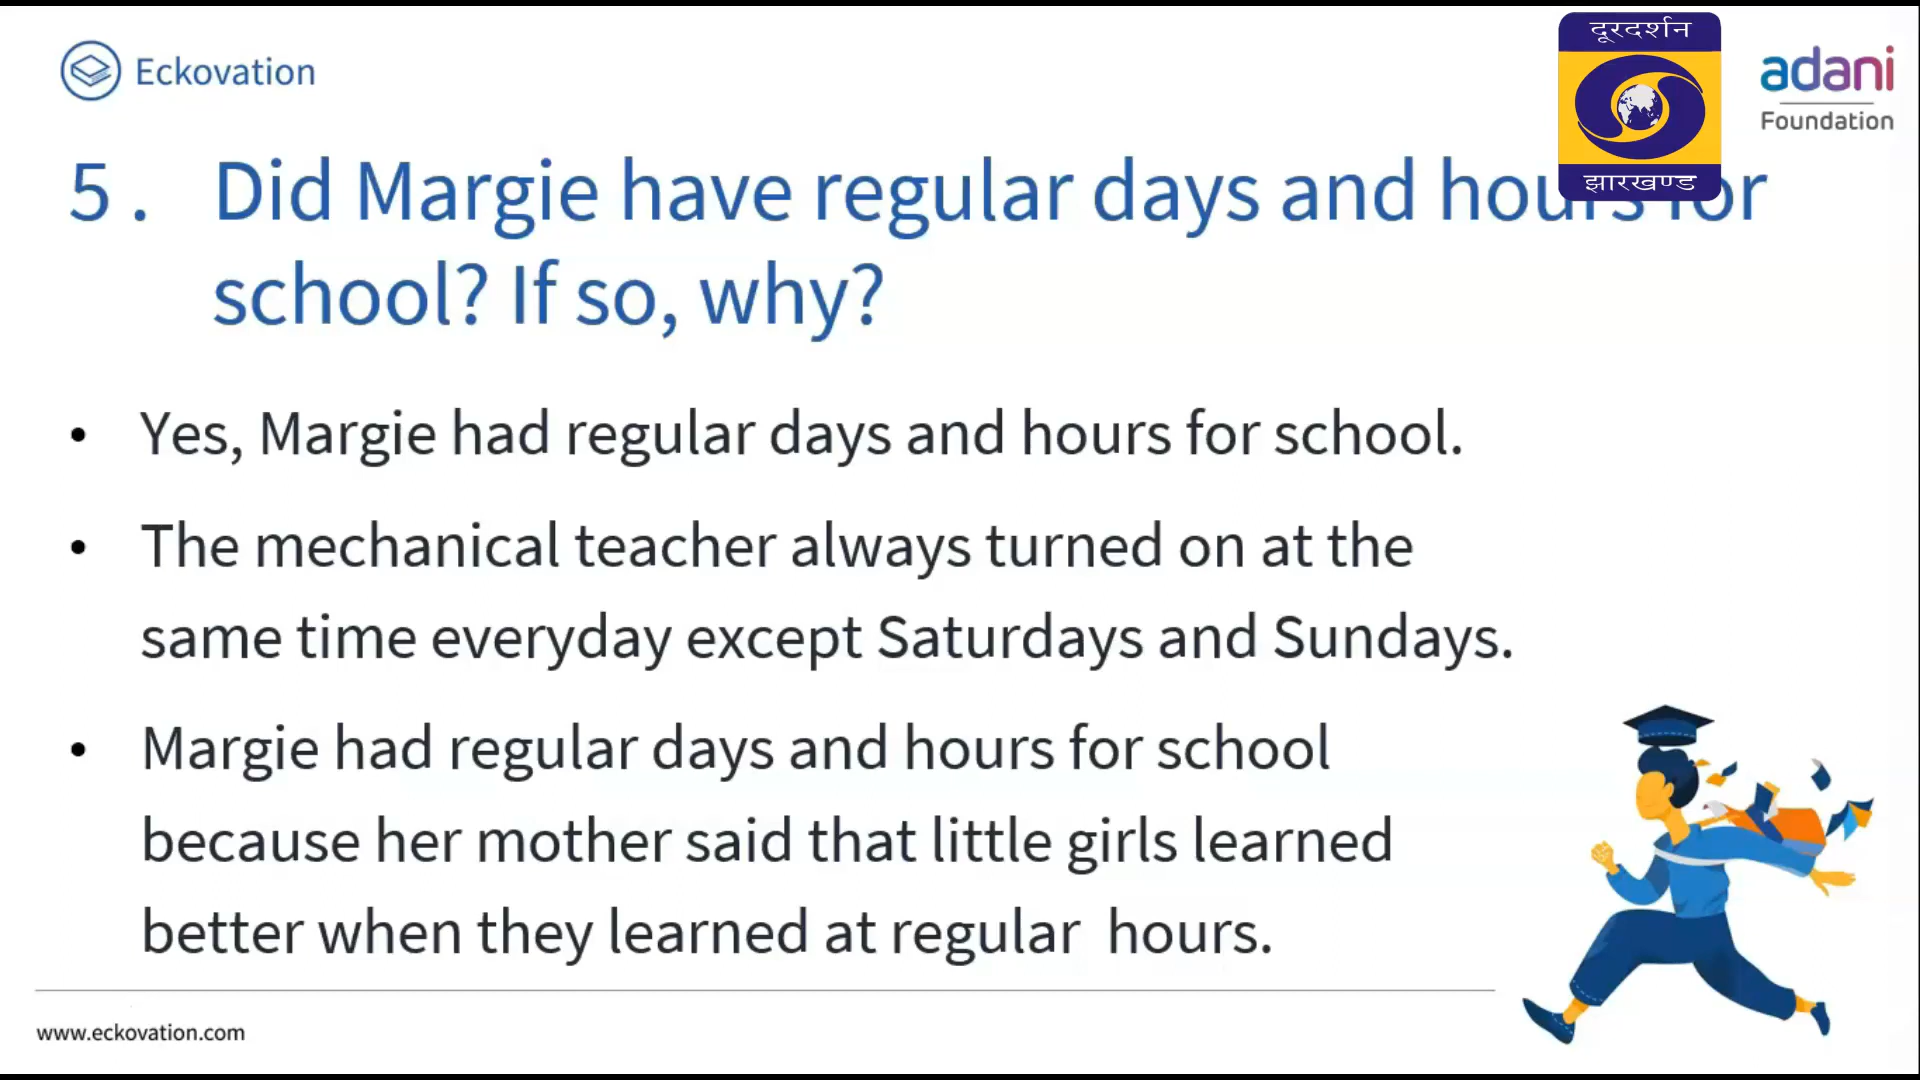 Eckovation
दूरदर्शन
झारखण्ड
adani
Foundation
5 . Did Margie have regular days and hours for
school? If so, why?
• Yes, Margie had regular days and hours for school.
• The mechanical teacher always turned on at the
same time everyday except Saturdays and Sundays.
• Margie had regular days and hours for school
because her mother said that little girls learned
better when they learned at regular hours.
www.eckovation.com